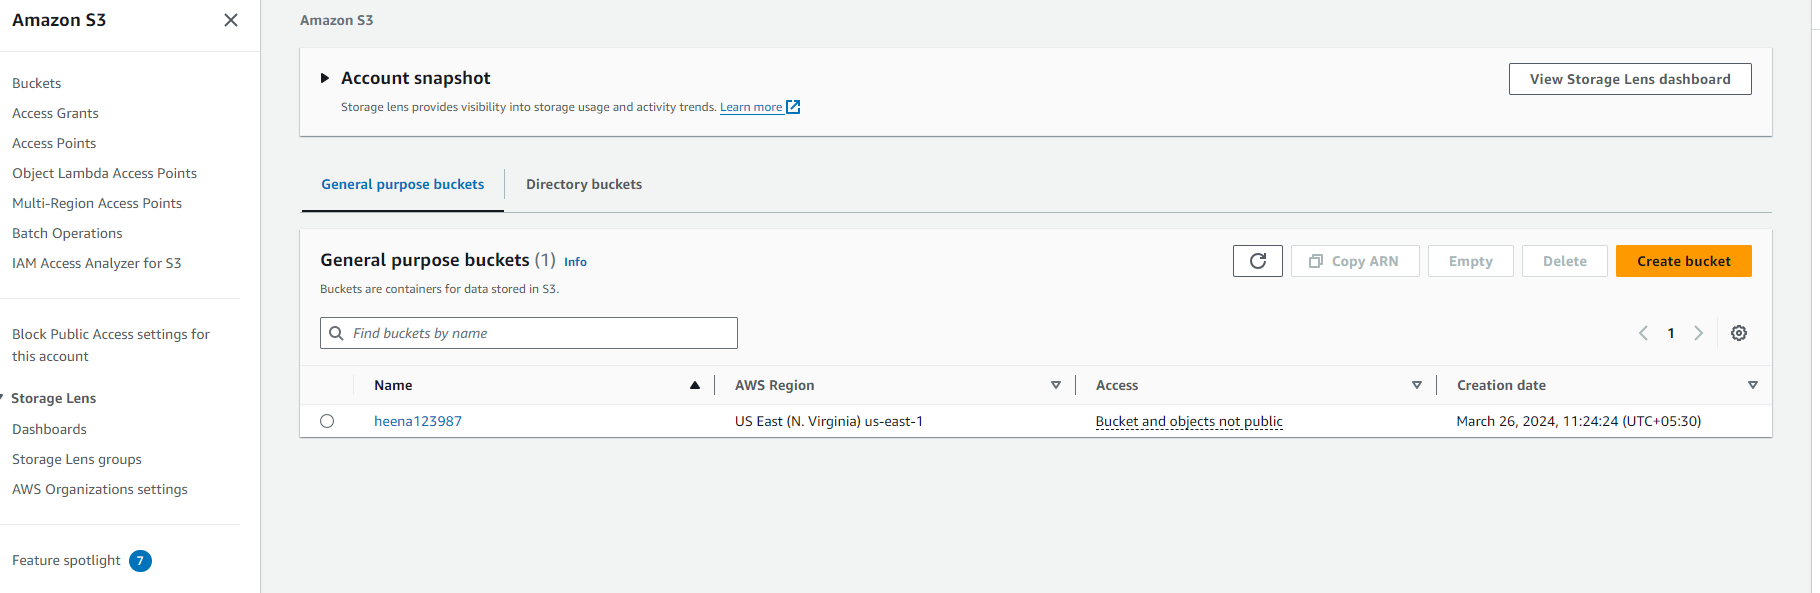 Amazon S3
Buckets
Access Grants
Access Points
Object Lambda Access Points
Multi-Region Access Points
Batch Operations
IAM Access Analyzer for S3
Block Public Access settings for
this account
Storage Lens
Dashboards
Storage Lens groups
AWS Organizations settings
Feature spotlight 7
Amazon S3
Account snapshot
View Storage Lens dashboard
Storage lens provides visibility into storage usage and activity trends. Learn more
General purpose buckets Directory buckets
General purpose buckets (1) Info
Copy ARN Empty Delete Create bucket
Buckets are containers for data stored in S3.
Find buckets by name
1
Name AWS Region Access Creation date
heena123987 US East (N. Virginia) us-east-1 Bucket and objects not public March 26, 2024, 11:24:24 (UTC+05:30)